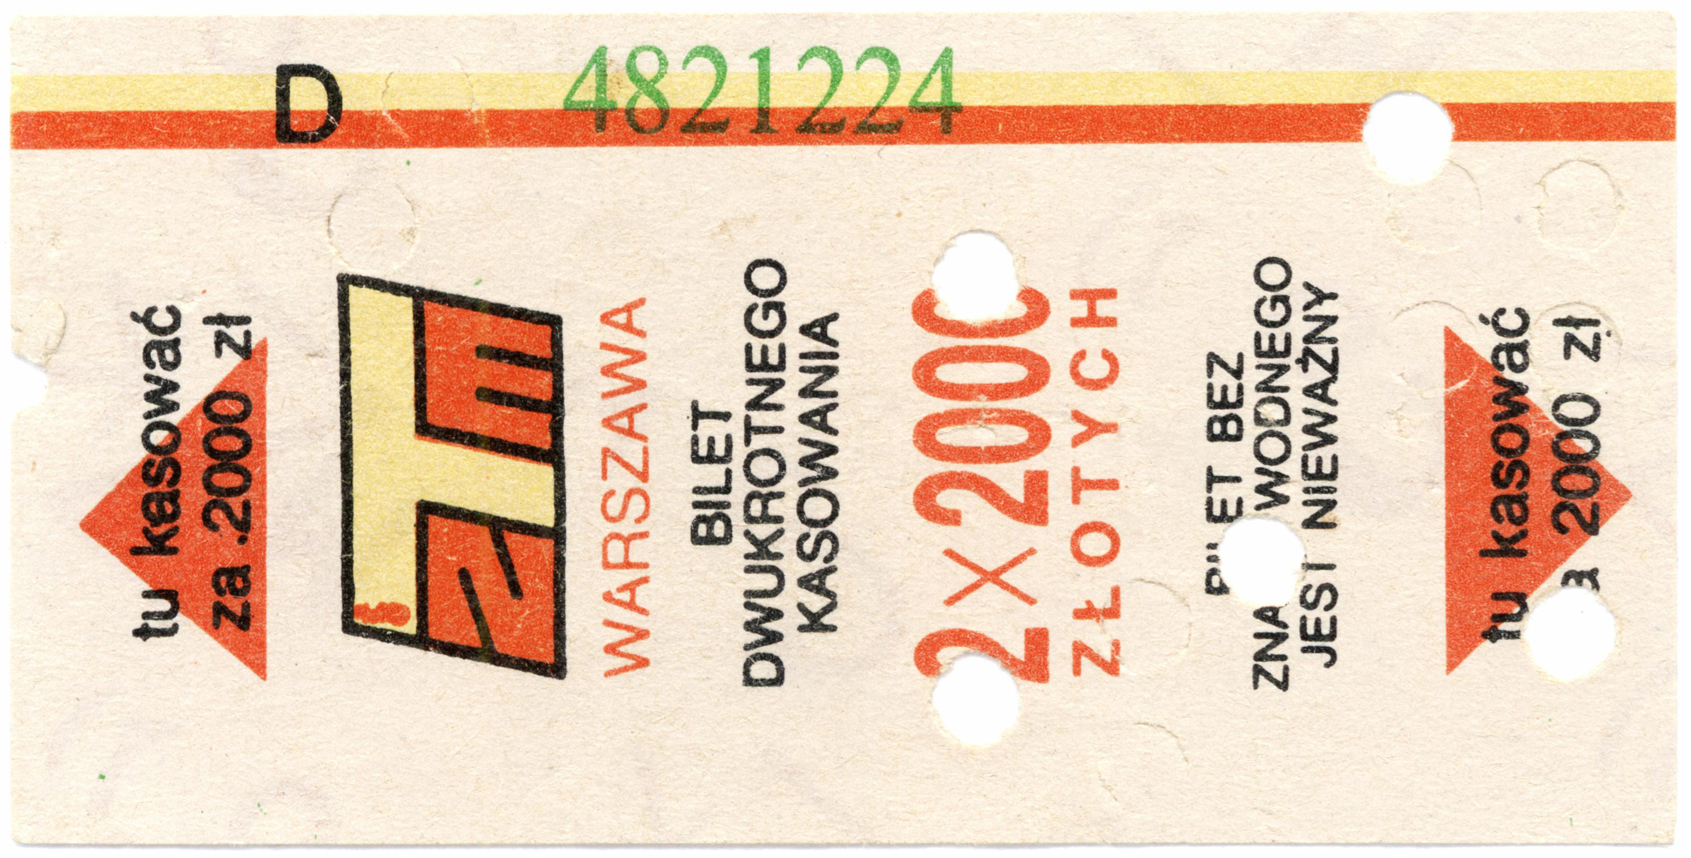 D 4821224
tu kasować
za 2000 zł
WARSZAWA
BILET
DWUKROTNEGO
KASOWANIA
2 X 2000
ZŁOTYCH
BILET BEZ
ZNA WODNEGO
JEST NIEWAŻNY
tu kasować
a 2000 zł